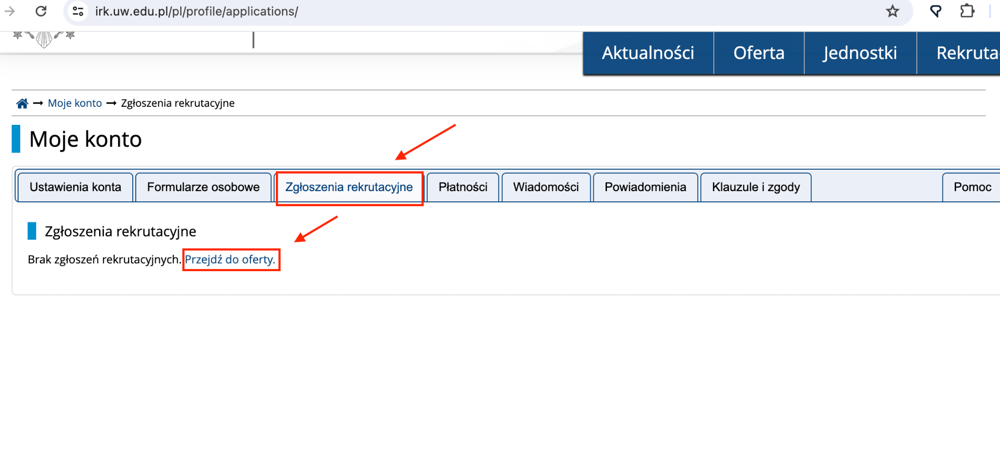 irk.uw.edu.pl/pl/profile/applications/
Aktualności Oferta Jednostki Rekruta
Moje konto → Zgłoszenia rekrutacyjne
Moje konto
Ustawienia konta Formularze osobowe Zgłoszenia rekrutacyjne Płatności Wiadomości Powiadomienia Klauzule i zgody Pomoc
Zgłoszenia rekrutacyjne
Brak zgłoszeń rekrutacyjnych. Przejdź do oferty.